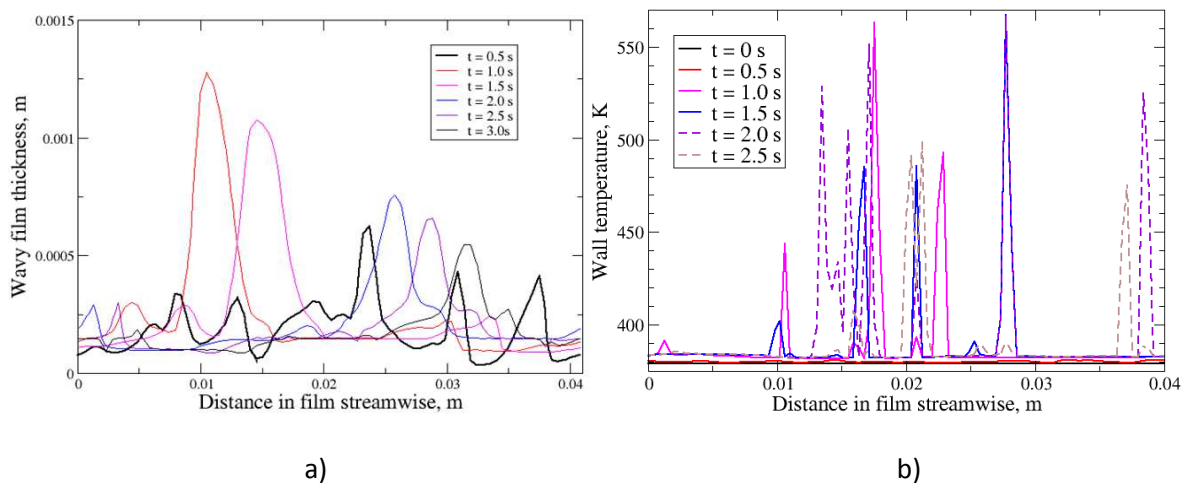 0.0015
0.001
0.0005
0
Wavy film thickness, m
t = 0.5 s
t = 1.0 s
t = 1.5 s
t = 2.0 s
t = 2.5 s
t = 3.0s
0 0.01 0.02 0.03 0.04
Distance in film streamwise, m
a)
550
500
450
400
Wall temperature, K
t = 0 s
t = 0.5 s
t = 1.0 s
t = 1.5 s
t = 2.0 s
t = 2.5 s
0 0.01 0.02 0.03 0.04
Distance in film streamwise, m
b)